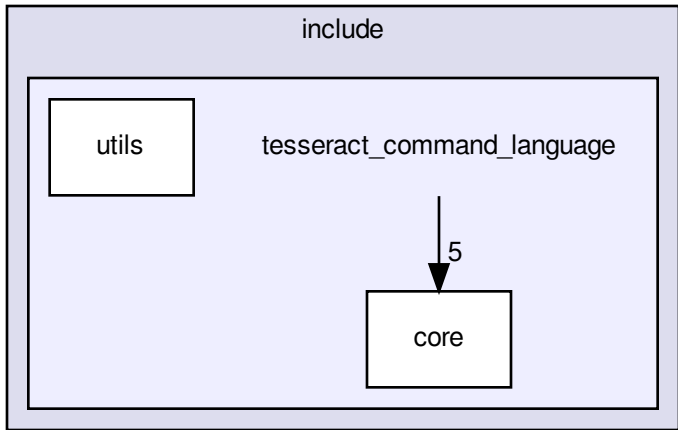 include
utils
tesseract_command_language
5
core